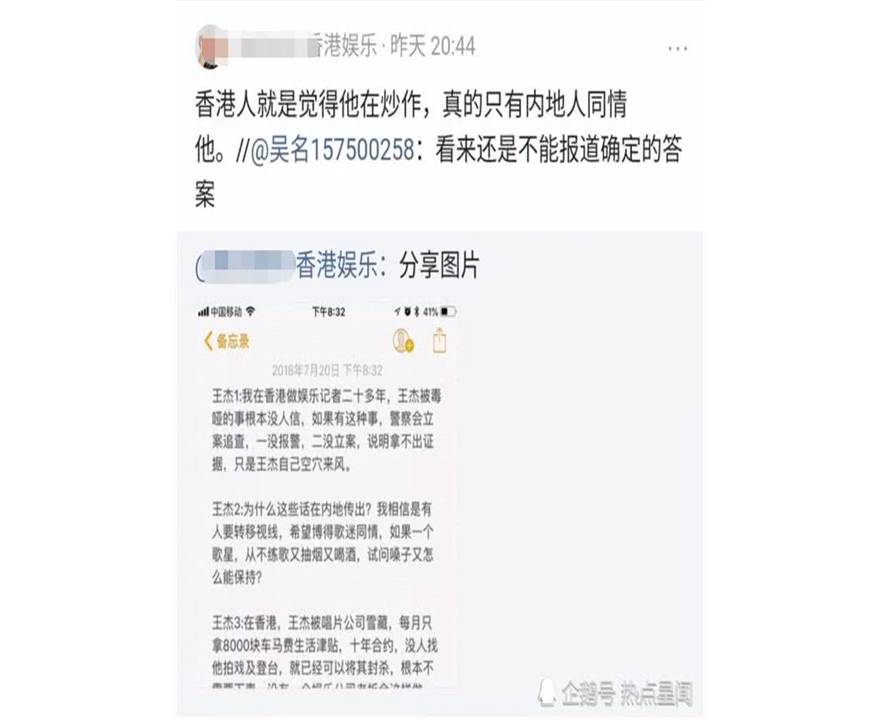 香港娱乐·昨天 20:44
香港人就是觉得他在炒作，真的只有内地人同情
他。//@吴名157500258：看来还是不能报道确定的答
案
香港娱乐：分享图片
中国移动 下午8:32 41%
备忘录
2018年7月20日 下午8:32
王杰1:我在香港做娱乐记者二十多年，王杰被毒
哑的事根本没人信，如果有这种事，警察会立
案追查，一没报警，二没立案，说明拿不出证
据，只是王杰自己空穴来风。
王杰2:为什么这些话在内地传出？我相信是有
人要转移视线，希望博得歌迷同情，如果一个
歌星，从不练歌又抽烟又喝酒，试问嗓子又怎
么能保持？
王杰3:在香港，王杰被唱片公司雪藏，每月只
拿8000块车马费生活津贴，十年合约，没人找
他拍戏及登台，就已经可以将其封杀，根本不
企鹅号 热点星闻